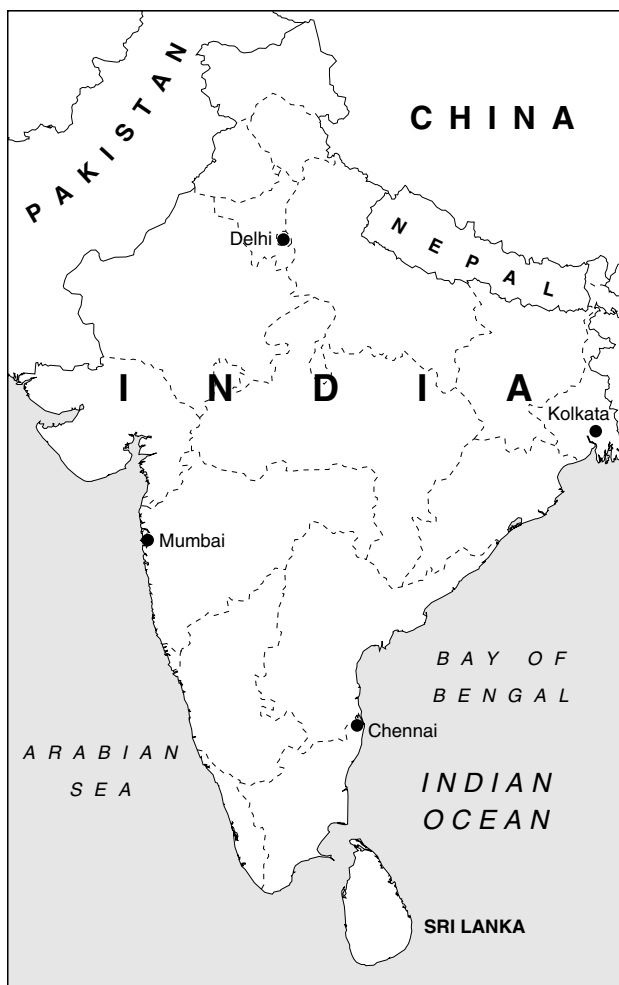 CHINA
PAKISTAN
NEPAL
Delhi
INDIA
Kolkata
Mumbai
BAY OF
BENGAL
Chennai
ARABIAN
SEA
INDIAN
OCEAN
SRI LANKA